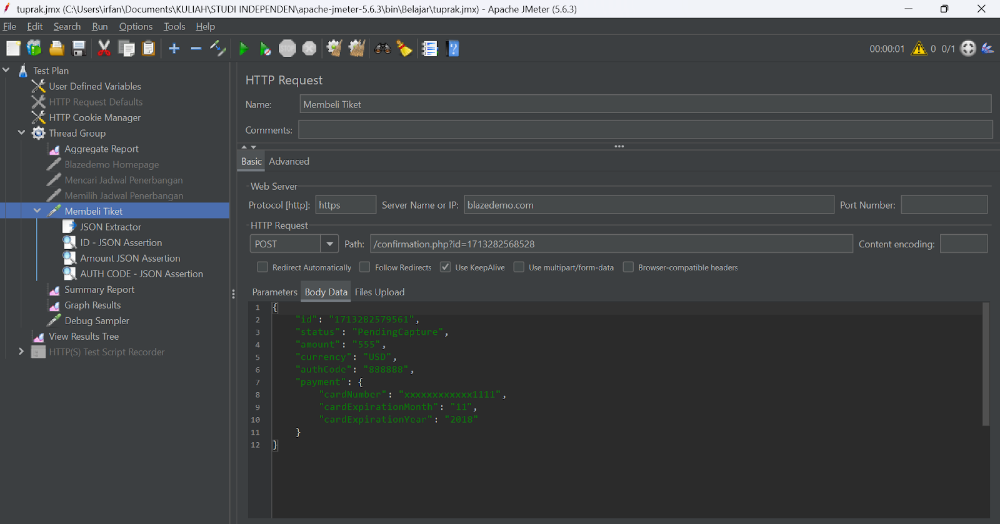 tuprak.jmx (C:\Users\irfan\Documents\KULIAH\STUDI INDEPENDEN\apache-jmeter-5.6.3\bin\Belajar\tuprak.jmx) - Apache JMeter (5.6.3)
File Edit Search Run Options Tools Help
STOP
00:00:01 0 0/1
Test Plan
User Defined Variables
HTTP Request Defaults
HTTP Cookie Manager
Thread Group
Aggregate Report
Blazedemo Homepage
Mencari Jadwal Penerbangan
Memilih Jadwal Penerbangan
Membeli Tiket
JSON Extractor
ID - JSON Assertion
Amount JSON Assertion
AUTH CODE - JSON Assertion
Summary Report
Graph Results
Debug Sampler
View Results Tree
HTTP(S) Test Script Recorder
HTTP Request
Name: Membeli Tiket
Comments:
Basic Advanced
Web Server
Protocol [http]: https Server Name or IP: blazedemo.com Port Number:
HTTP Request
POST Path: /confirmation.php?id=1713282568528 Content encoding:
Redirect Automatically Follow Redirects Use KeepAlive Use multipart/form-data Browser-compatible headers
Parameters Body Data Files Upload
1 {
2 "id": "1713282579561",
3 "status": "PendingCapture",
4 "amount": "555",
5 "currency": "USD",
6 "authCode": "888888",
7 "payment": {
8 "cardNumber": "xxxxxxxxxxxx1111",
9 "cardExpirationMonth": "11",
10 "cardExpirationYear": "2018"
11 }
12 }